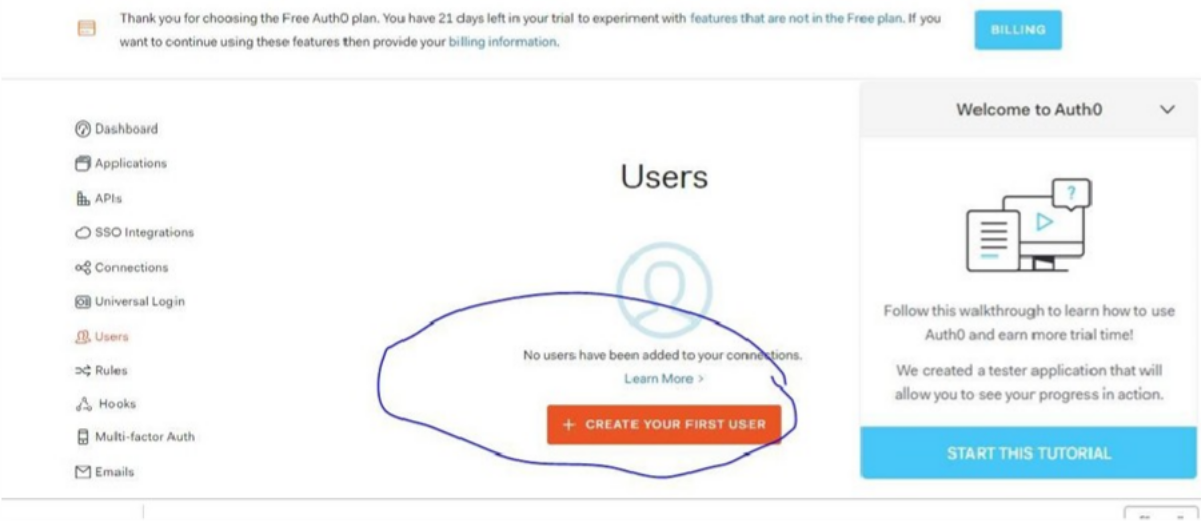 Thank you for choosing the Free Auth0 plan. You have 21 days left in your trial to experiment with features that are not in the Free plan. If you
want to continue using these features then provide your billing information.
BILLING
Dashboard
Applications
APIs
SSO Integrations
Connections
Universal Login
Users
Rules
Hooks
Multi-factor Auth
Emails
Users
No users have been added to your connections.
Learn More >
+ CREATE YOUR FIRST USER
Welcome to Auth0
Follow this walkthrough to learn how to use
Auth0 and earn more trial time!
We created a tester application that will
allow you to see your progress in action.
START THIS TUTORIAL